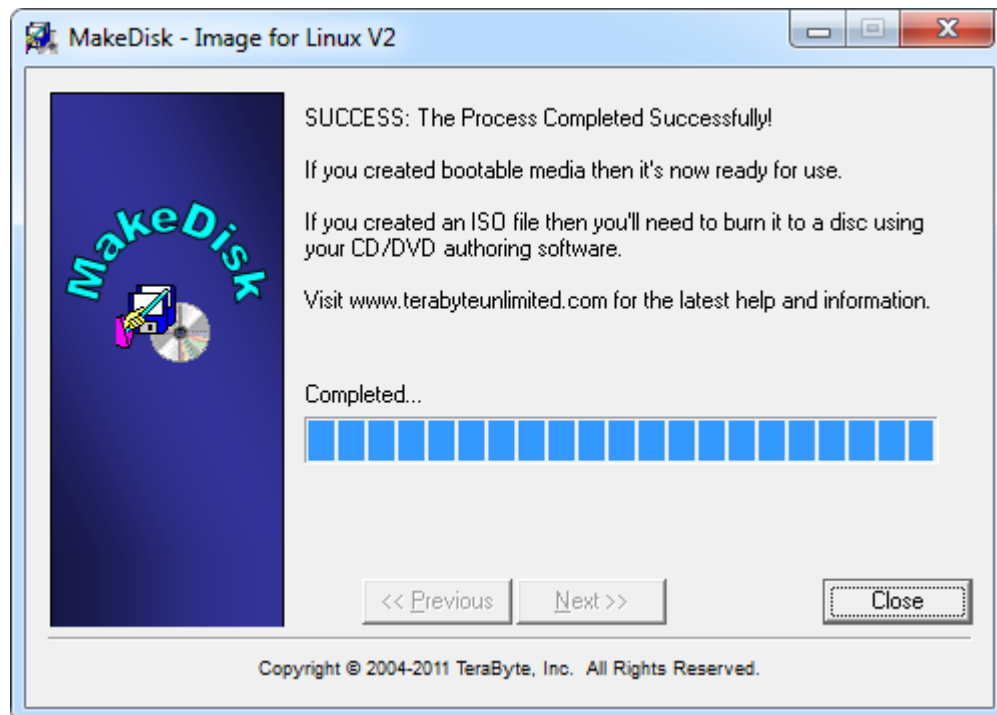 MakeDisk - Image for Linux V2
MakeDisk
SUCCESS: The Process Completed Successfully!
If you created bootable media then it's now ready for use.
If you created an ISO file then you'll need to burn it to a disc using
your CD/DVD authoring software.
Visit www.terabyteunlimited.com for the latest help and information.
Completed...
<< Previous
Next >>
Close
Copyright © 2004-2011 TeraByte, Inc.  All Rights Reserved.